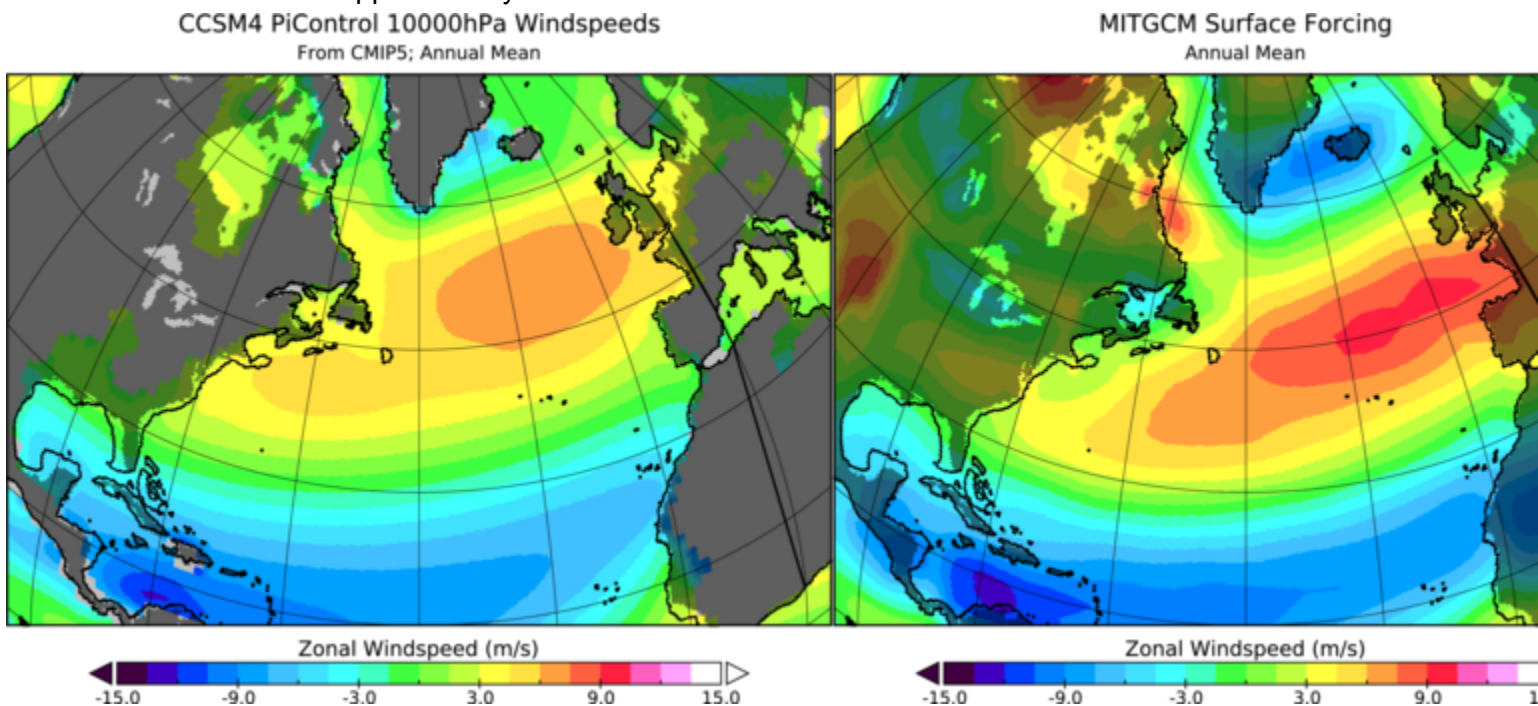 CCSM4 PiControl 10000hPa Windspeeds
From CMIP5; Annual Mean
MITGCM Surface Forcing
Annual Mean
Zonal Windspeed (m/s)
-15.0 -9.0 -3.0 3.0 9.0 15.0
Zonal Windspeed (m/s)
-15.0 -9.0 -3.0 3.0 9.0